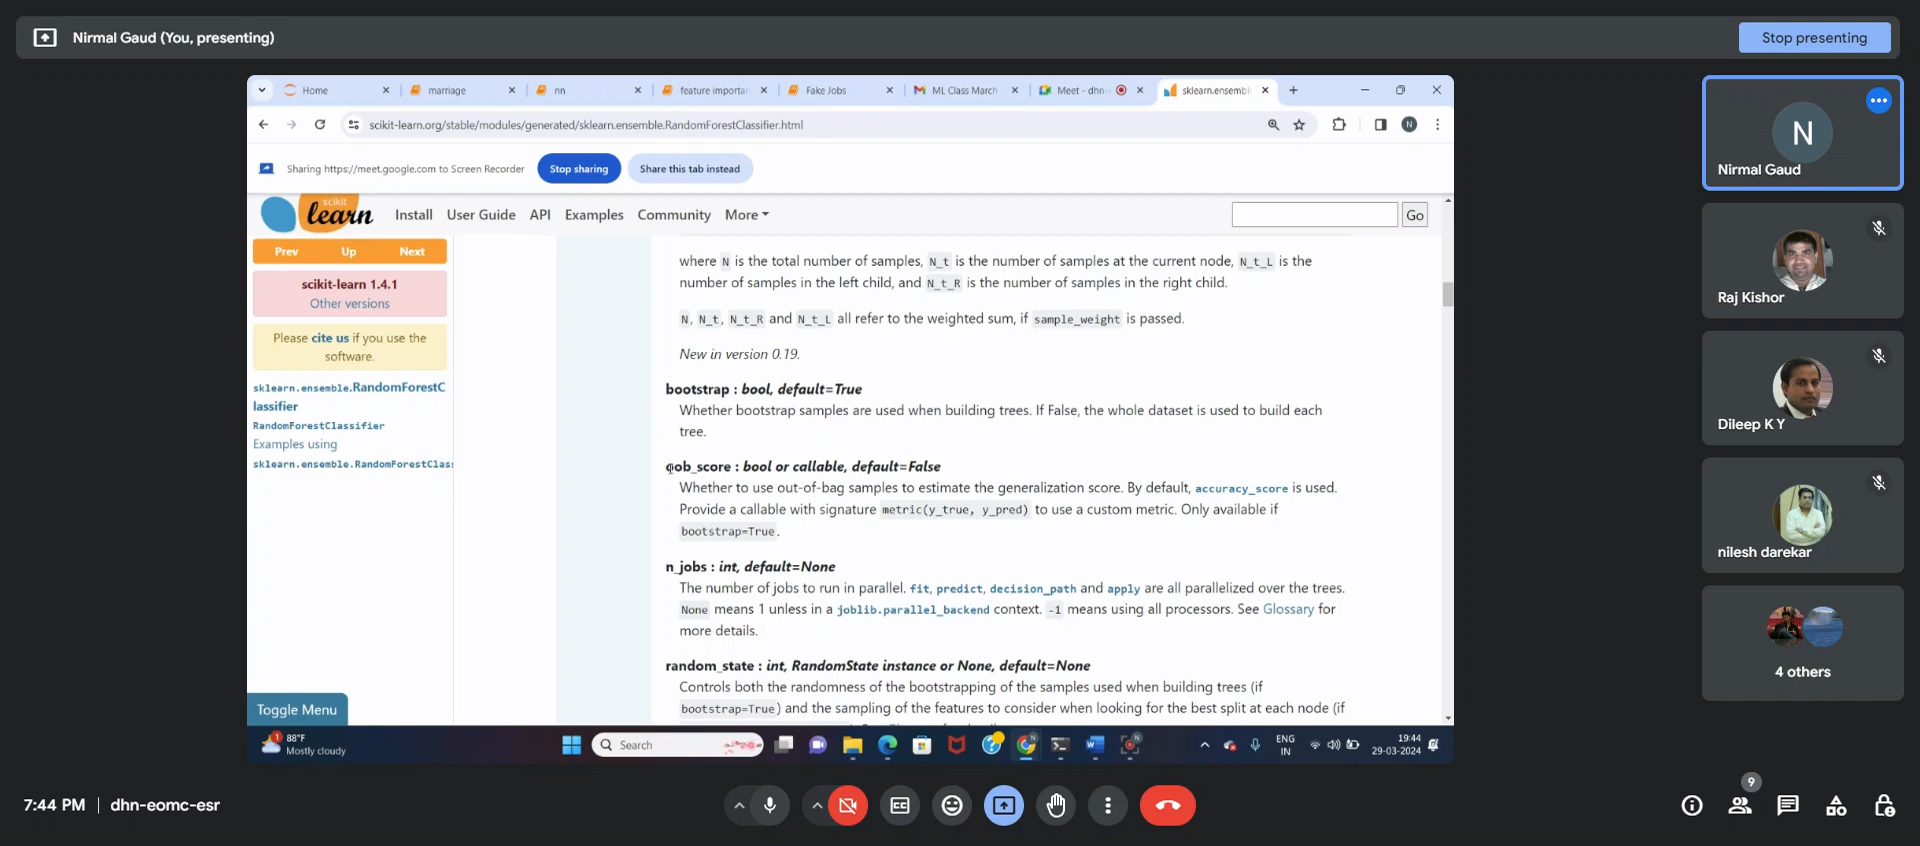 Nirmal Gaud (You, presenting)
Stop presenting
Home
marriage
nn
feature importan
Fake Jobs
ML Class March
Meet - dhn-
sklearn.ensembl
scikit-learn.org/stable/modules/generated/sklearn.ensemble.RandomForestClassifier.html
N
Sharing https://meet.google.com to Screen Recorder
Stop sharing
Share this tab instead
scikit
learn
Install User Guide API Examples Community More
Go
Prev Up Next
scikit-learn 1.4.1
Other versions
Please cite us if you use the
software.
sklearn.ensemble.RandomForestC
lassifier
RandomForestClassifier
Examples using
sklearn.ensemble.RandomForestClas
where N is the total number of samples, N_t is the number of samples at the current node, N_t_L is the
number of samples in the left child, and N_t_R is the number of samples in the right child.
N, N_t, N_t_R and N_t_L all refer to the weighted sum, if sample_weight is passed.
New in version 0.19.
bootstrap : bool, default=True
Whether bootstrap samples are used when building trees. If False, the whole dataset is used to build each
tree.
oob_score : bool or callable, default=False
Whether to use out-of-bag samples to estimate the generalization score. By default, accuracy_score is used.
Provide a callable with signature metric(y_true, y_pred) to use a custom metric. Only available if
bootstrap=True.
n_jobs : int, default=None
The number of jobs to run in parallel. fit, predict, decision_path and apply are all parallelized over the trees.
None means 1 unless in a joblib.parallel_backend context. -1 means using all processors. See Glossary for
more details.
random_state : int, RandomState instance or None, default=None
Controls both the randomness of the bootstrapping of the samples used when building trees (if
bootstrap=True) and the sampling of the features to consider when looking for the best split at each node (if
Toggle Menu
1
88°F
Mostly cloudy
Search
ENG
IN
19:44
29-03-2024
N
Nirmal Gaud
Raj Kishor
Dileep K Y
nilesh darekar
4 others
7:44 PM | dhn-eomc-esr
9